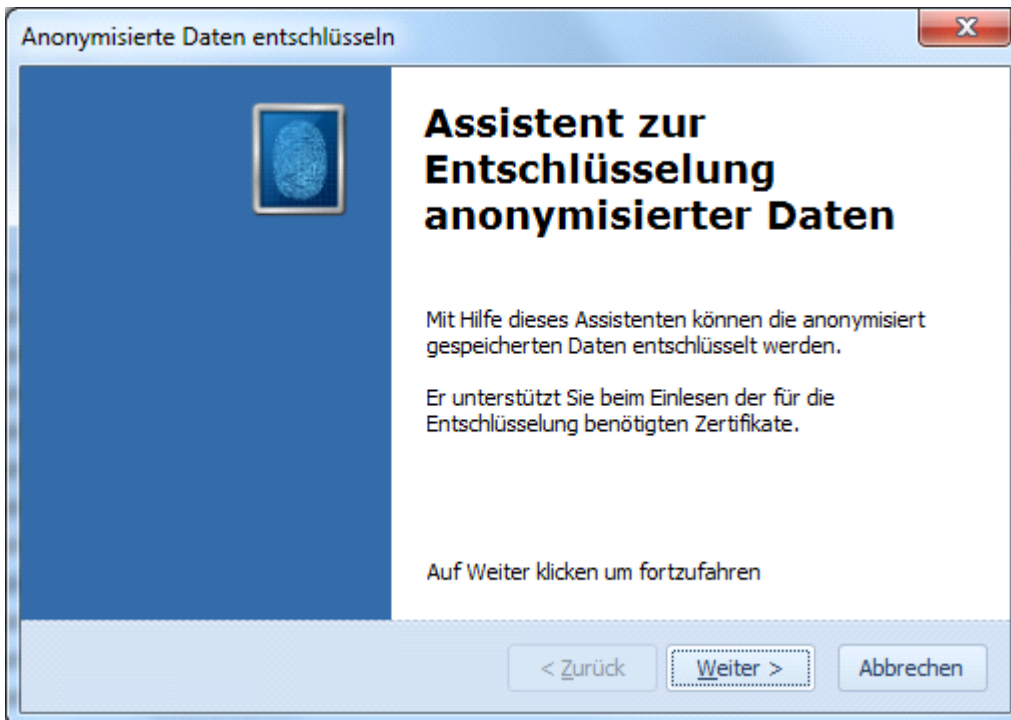 Anonymisierte Daten entschlüsseln
Assistent zur
Entschlüsselung
anonymisierter Daten
Mit Hilfe dieses Assistenten können die anonymisiert
gespeicherten Daten entschlüsselt werden.
Er unterstützt Sie beim Einlesen der für die
Entschlüsselung benötigten Zertifikate.
Auf Weiter klicken um fortzufahren
< Zurück Weiter > Abbrechen